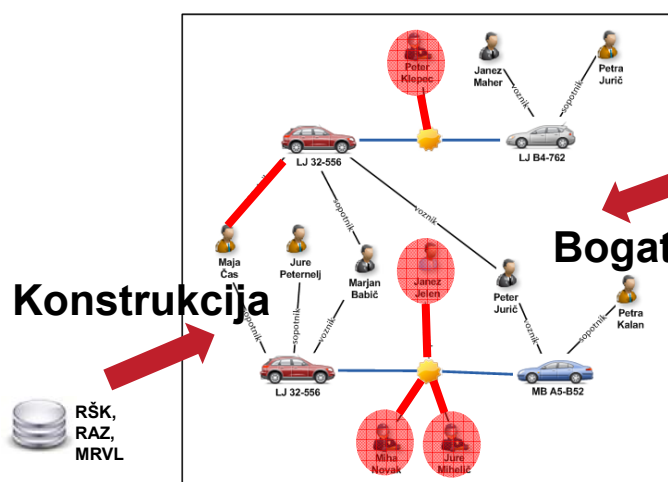 Peter
Klepec
Janez
Maher
Petra
Jurič
voznik
sopotnik
LJ 32-556
LJ B4-762
sopotnik
voznik
Maja
Čas
Jure
Peternelj
Marjan
Babič
Janez
Jelen
Peter
Jurič
Bogat
Petra
Kalan
Konstrukcija
sopotnik
sopotnik
voznik
voznik
sopotnik
LJ 32-556
MB A5-B52
RŠK,
RAZ,
MRVL
Miha
Novak
Jure
Mihelič